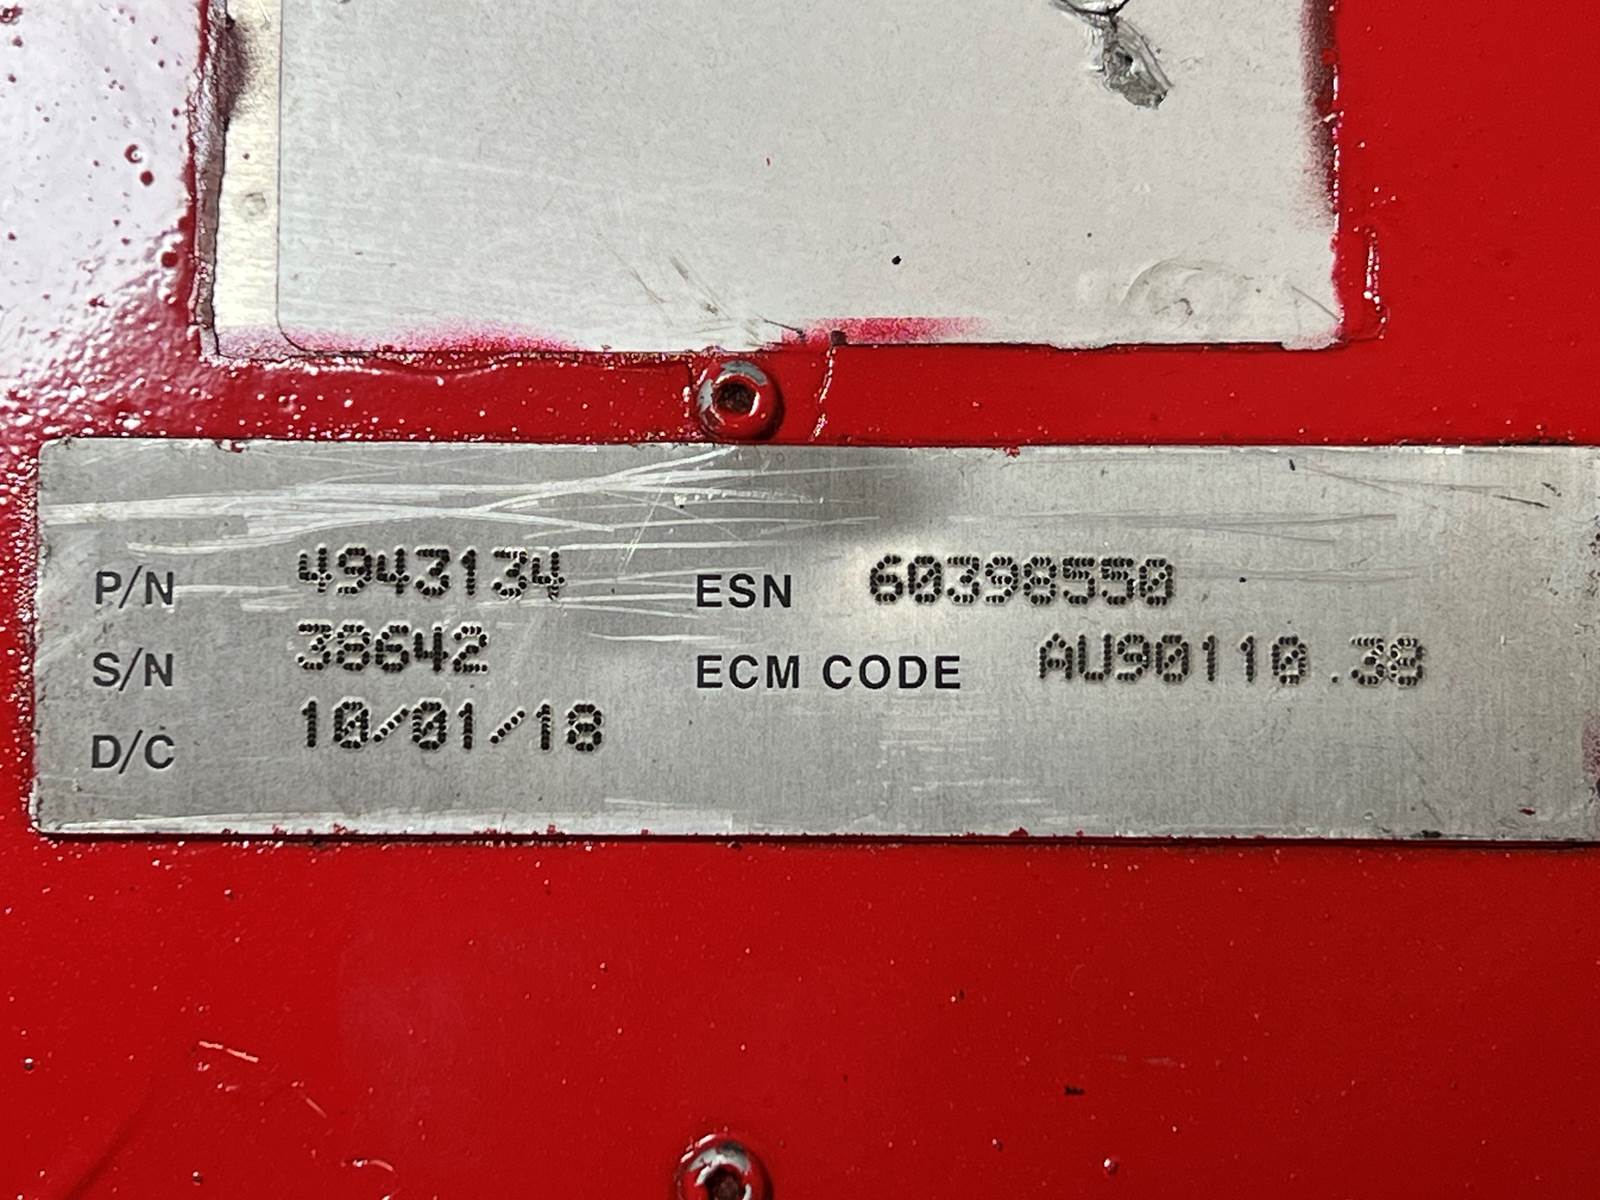 P/N 4943134 ESN 60398550
S/N 38642 ECM CODE AU90110.38
D/C 10/01/18